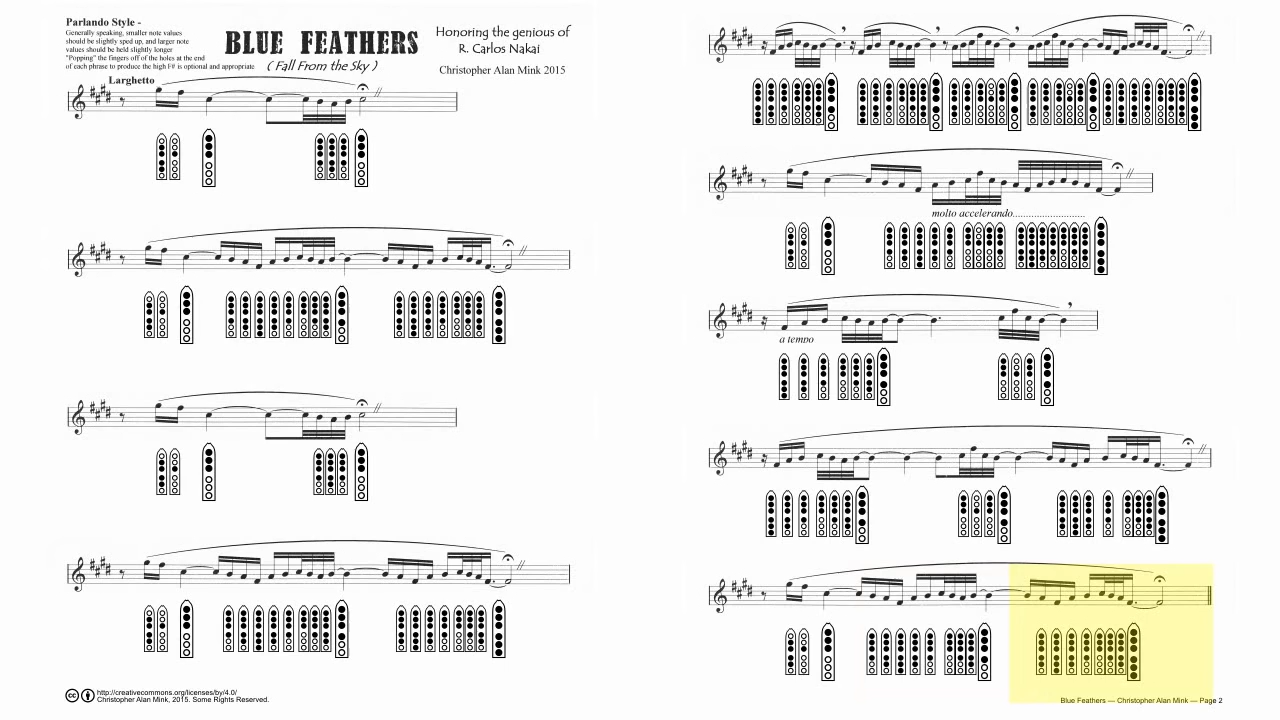 Parlando Style -
Generally speaking, smaller note values
should be slightly sped up, and larger note
values should be held slightly longer
"Popping" the fingers off of the holes at the end
of each phrase to produce the high F# is optional and appropriate
BLUE FEATHERS
( Fall From the Sky )
Honoring the genious of
R. Carlos Nakai
Christopher Alan Mink 2015
Larghetto
cc
http://creativecommons.org/licenses/by/4.0/
Christopher Alan Mink, 2015. Some Rights Reserved.
molto accelerando...........................
a tempo
Blue Feathers — Christopher Alan Mink — Page 2